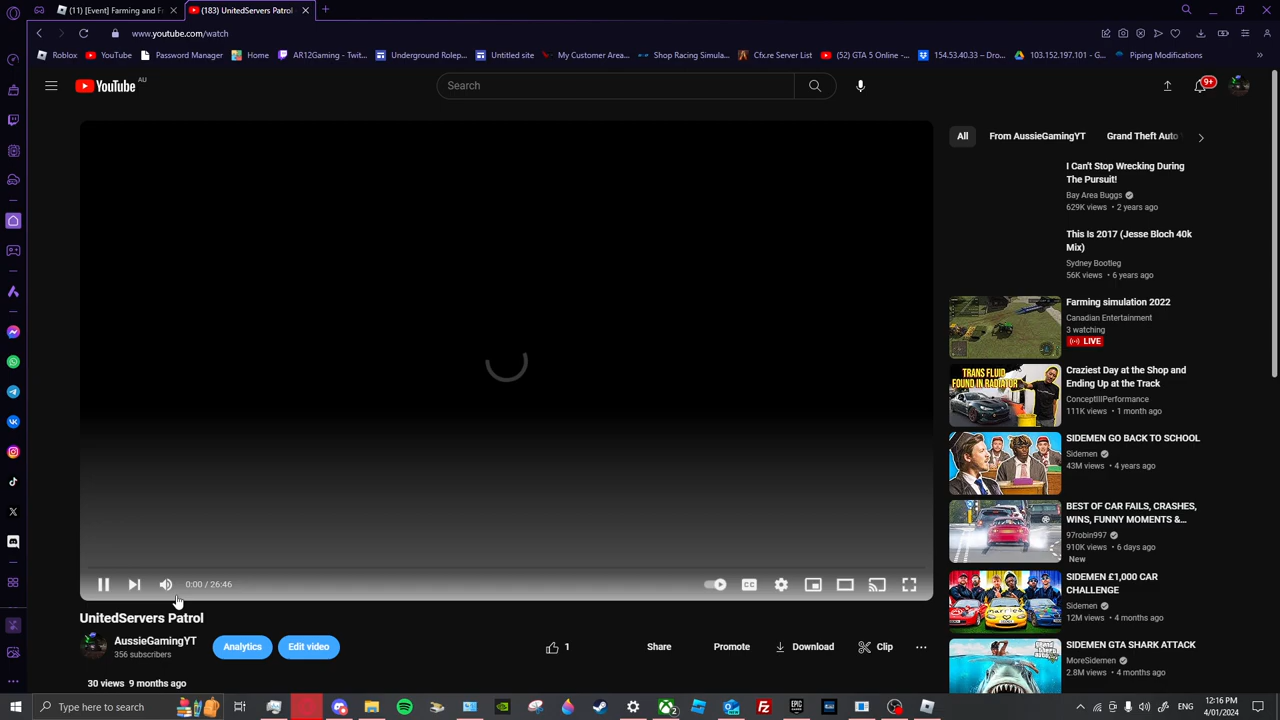 (11) [Event] Farming and Fr
(183) UnitedServers Patrol
www.youtube.com/watch
Roblox
YouTube
Password Manager
Home
AR12Gaming - Twit...
Underground Rolep...
Untitled site
My Customer Area...
Shop Racing Simula...
Cfx.re Server List
(52) GTA 5 Online -...
154.53.40.33 – Dro...
103.152.197.101 - G...
Piping Modifications
YouTube AU
Search
9+
All
From AussieGamingYT
Grand Theft Auto
I Can't Stop Wrecking During
The Pursuit!
Bay Area Buggs
629K views • 2 years ago
This Is 2017 (Jesse Bloch 40k
Mix)
Sydney Bootleg
56K views • 6 years ago
Farming simulation 2022
Canadian Entertainment
3 watching
LIVE
TRANS FLUID
FOUND IN RADIATOR
Craziest Day at the Shop and
Ending Up at the Track
ConceptIIIPerformance
111K views • 1 month ago
SIDEMEN GO BACK TO SCHOOL
Sidemen
43M views • 4 years ago
BEST OF CAR FAILS, CRASHES,
WINS, FUNNY MOMENTS &...
97robin997
910K views • 6 days ago
New
SIDEMEN £1,000 CAR
CHALLENGE
Sidemen
12M views • 4 months ago
SIDEMEN GTA SHARK ATTACK
MoreSidemen
2.8M views • 4 months ago
0:00 / 26:46
CC
UnitedServers Patrol
AussieGamingYT
356 subscribers
Analytics
Edit video
1
Share
Promote
Download
Clip
30 views 9 months ago
Type here to search
2
EPIC
GAMES
ENG
12:16 PM
4/01/2024